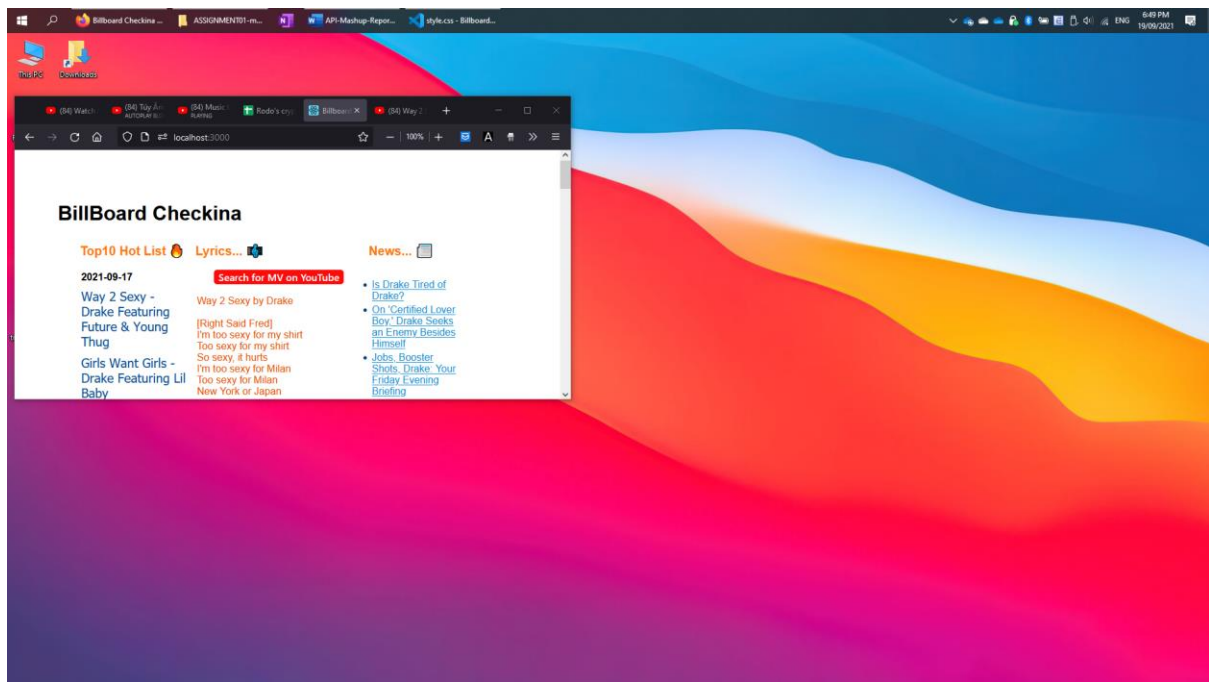 Billboard Checkina ...
ASSIGNMENT01-m...
API-Mashup-Repor...
style.css - Billboard...
ENG
6:49 PM
19/09/2021
This PC
Downloads
(84) Watch
(84) Túy Âm
AUTOPLAY
(84) Music
PLAYING
Rodo's cryp
Billboard
(84) Way 2
localhost:3000
100%
A
BillBoard Checkina
Top10 Hot List
2021-09-17
Way 2 Sexy -
Drake Featuring
Future & Young
Thug
Girls Want Girls -
Drake Featuring Lil
Baby
Lyrics...
Search for MV on YouTube
Way 2 Sexy by Drake
[Right Said Fred]
I'm too sexy for my shirt
Too sexy for my shirt
So sexy, it hurts
I'm too sexy for Milan
Too sexy for Milan
New York or Japan
News...
Is Drake Tired of
Drake?
On 'Certified Lover
Boy,' Drake Seeks
an Enemy Besides
Himself
Jobs, Booster
Shots, Drake: Your
Friday Evening
Briefing